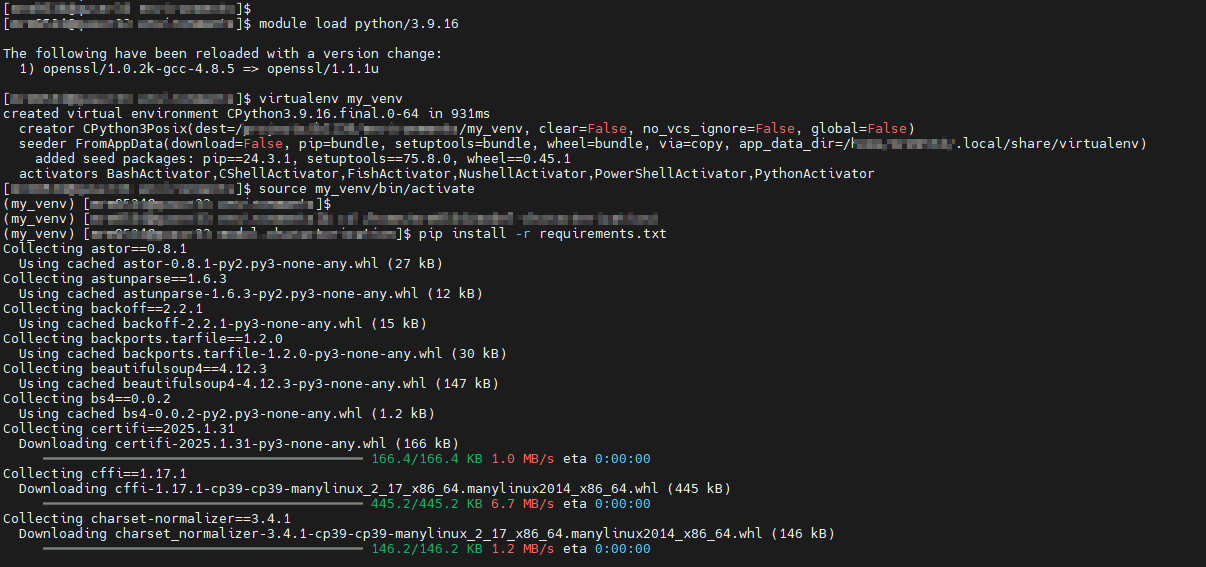 [ ]$
[ ]$ module load python/3.9.16
The following have been reloaded with a version change:
1) openssl/1.0.2k-gcc-4.8.5 => openssl/1.1.1u
[ ]$ virtualenv my_venv
created virtual environment CPython3.9.16.final.0-64 in 931ms
creator CPython3Posix(dest=/ /my_venv, clear=False, no_vcs_ignore=False, global=False)
seeder FromAppData(download=False, pip=bundle, setuptools=bundle, wheel=bundle, via=copy, app_data_dir=/ .local/share/virtualenv)
added seed packages: pip==24.3.1, setuptools==75.8.0, wheel==0.45.1
activators BashActivator,CShellActivator,FishActivator,NushellActivator,PowerShellActivator,PythonActivator
[ ]$ source my_venv/bin/activate
(my_venv) [ ]$
(my_venv) [
(my_venv) [ ]$ pip install -r requirements.txt
Collecting astor==0.8.1
Using cached astor-0.8.1-py2.py3-none-any.whl (27 kB)
Collecting astunparse==1.6.3
Using cached astunparse-1.6.3-py2.py3-none-any.whl (12 kB)
Collecting backoff==2.2.1
Using cached backoff-2.2.1-py3-none-any.whl (15 kB)
Collecting backports.tarfile==1.2.0
Using cached backports.tarfile-1.2.0-py3-none-any.whl (30 kB)
Collecting beautifulsoup4==4.12.3
Using cached beautifulsoup4-4.12.3-py3-none-any.whl (147 kB)
Collecting bs4==0.0.2
Using cached bs4-0.0.2-py2.py3-none-any.whl (1.2 kB)
Collecting certifi==2025.1.31
Downloading certifi-2025.1.31-py3-none-any.whl (166 kB)
166.4/166.4 KB 1.0 MB/s eta 0:00:00
Collecting cffi==1.17.1
Downloading cffi-1.17.1-cp39-cp39-manylinux_2_17_x86_64.manylinux2014_x86_64.whl (445 kB)
445.2/445.2 KB 6.7 MB/s eta 0:00:00
Collecting charset-normalizer==3.4.1
Downloading charset_normalizer-3.4.1-cp39-cp39-manylinux_2_17_x86_64.manylinux2014_x86_64.whl (146 kB)
146.2/146.2 KB 1.2 MB/s eta 0:00:00